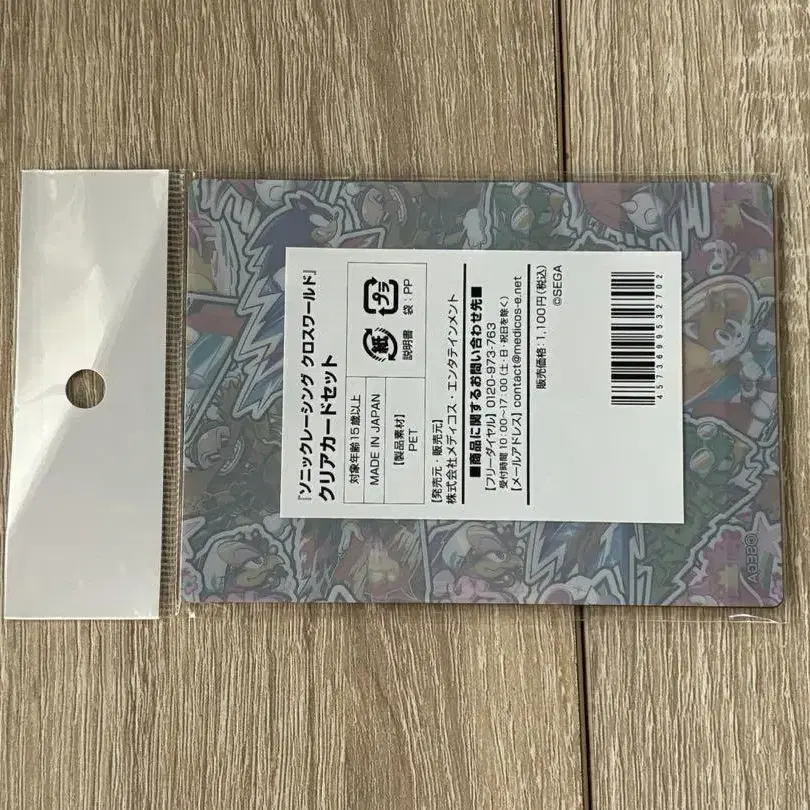 『ソニックレーシング クロスワールド』
クリアカードセット
対象年齢15歳以上
MADE IN JAPAN
【製品素材】
PET
紙
プラ
説明書 袋：PP
【発売元・販売元】
株式会社メディコス・エンタテインメント
■商品に関するお問い合わせ先■
【フリーダイヤル】0120-973-763
受付時間 10:00～17:00（土・日・祝日を除く）
【メールアドレス】contact@medicos-e.net
販売価格：1,100円（税込）
©SEGA
4573699532702
©SEGA